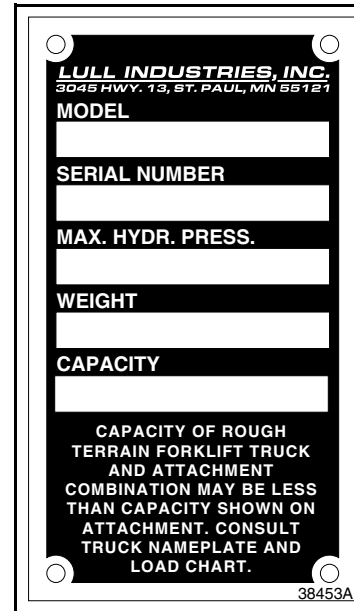 LULL INDUSTRIES, INC.
3045 HWY. 13, ST. PAUL, MN 55121
MODEL
SERIAL NUMBER
MAX. HYDR. PRESS.
WEIGHT
CAPACITY
CAPACITY OF ROUGH
TERRAIN FORKLIFT TRUCK
AND ATTACHMENT
COMBINATION MAY BE LESS
THAN CAPACITY SHOWN ON
ATTACHMENT. CONSULT
TRUCK NAMEPLATE AND
LOAD CHART.
38453A